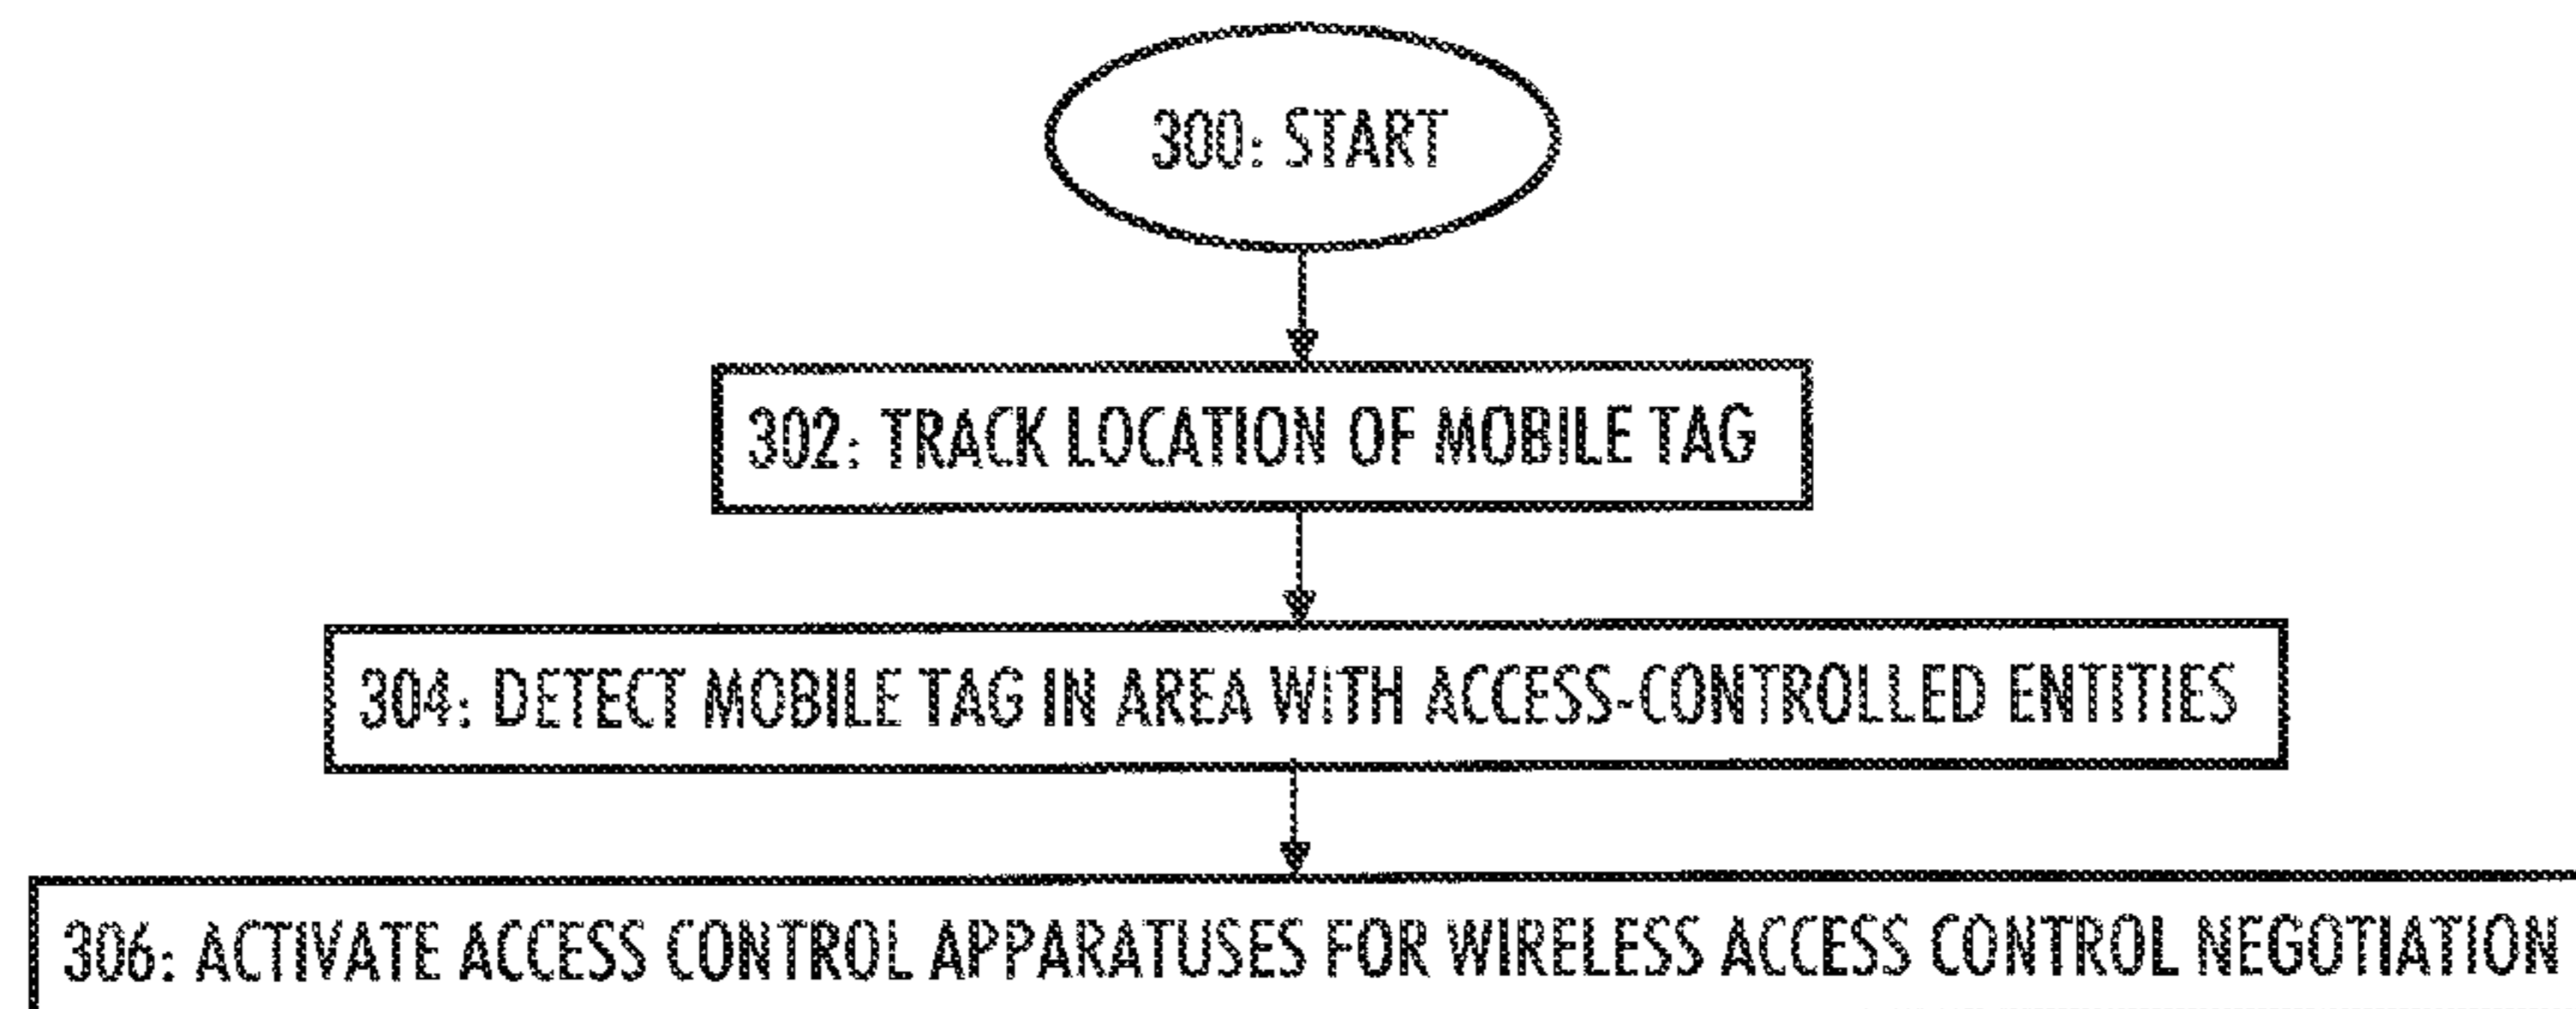 300: START
302: TRACK LOCATION OF MOBILE TAG
304: DETECT MOBILE TAG IN AREA WITH ACCESS-CONTROLLED ENTITIES
306: ACTIVATE ACCESS CONTROL APPARATUSES FOR WIRELESS ACCESS CONTROL NEGOTIATION